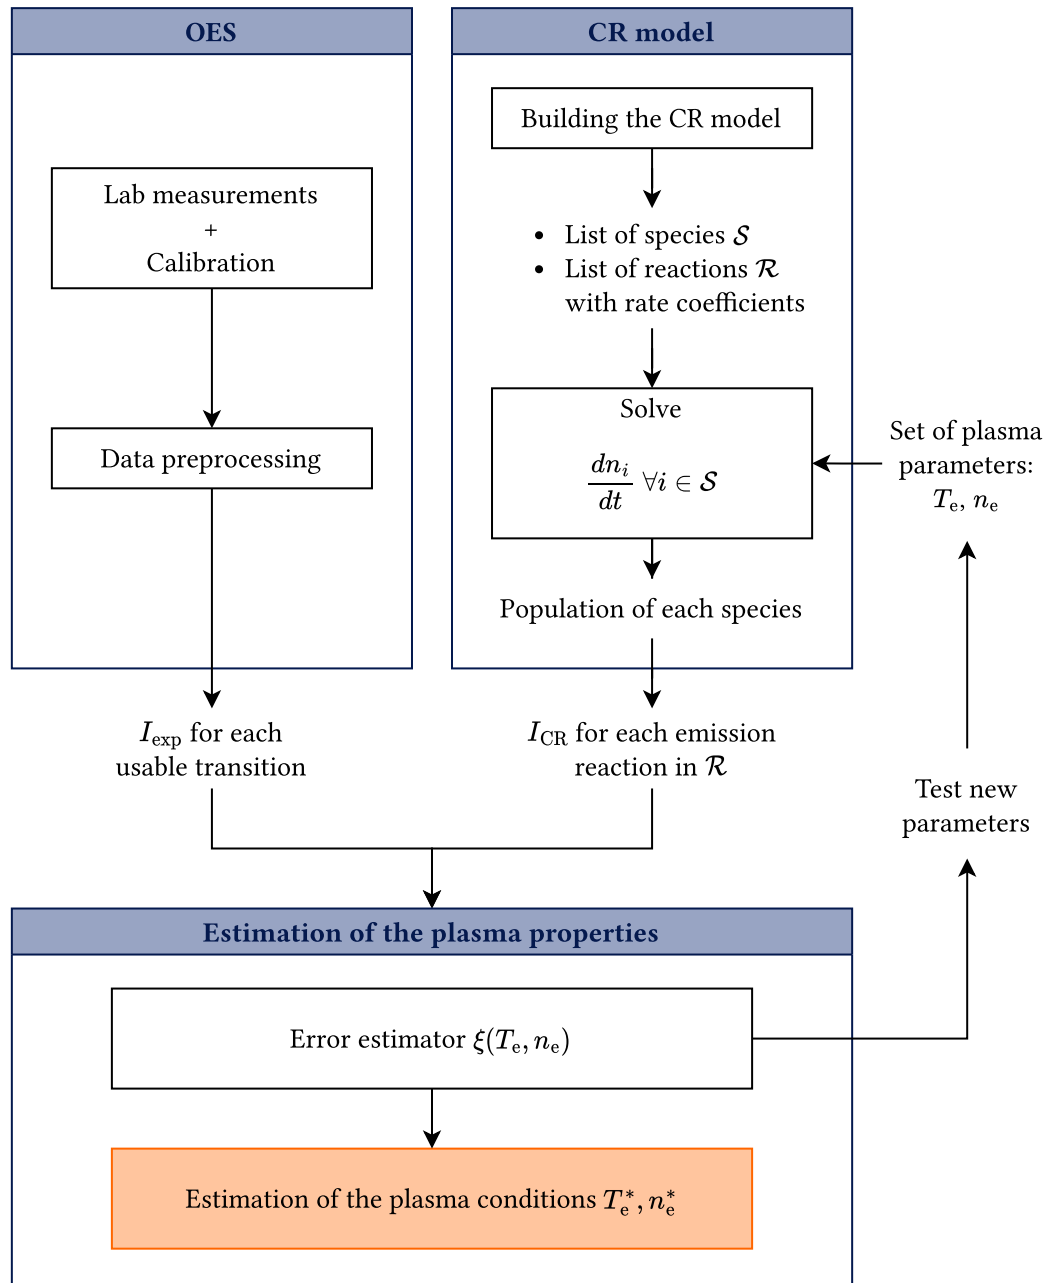 OES
Lab measurements
+
Calibration
Data preprocessing
I_exp for each
usable transition
CR model
Building the CR model
• List of species 𝒮
• List of reactions ℛ
with rate coefficients
Solve
dn_i/dt ∀i ∈ 𝒮
Population of each species
I_CR for each emission
reaction in ℛ
Set of plasma
parameters:
T_e, n_e
Test new
parameters
Estimation of the plasma properties
Error estimator ξ(T_e, n_e)
Estimation of the plasma conditions T_e^*, n_e^*